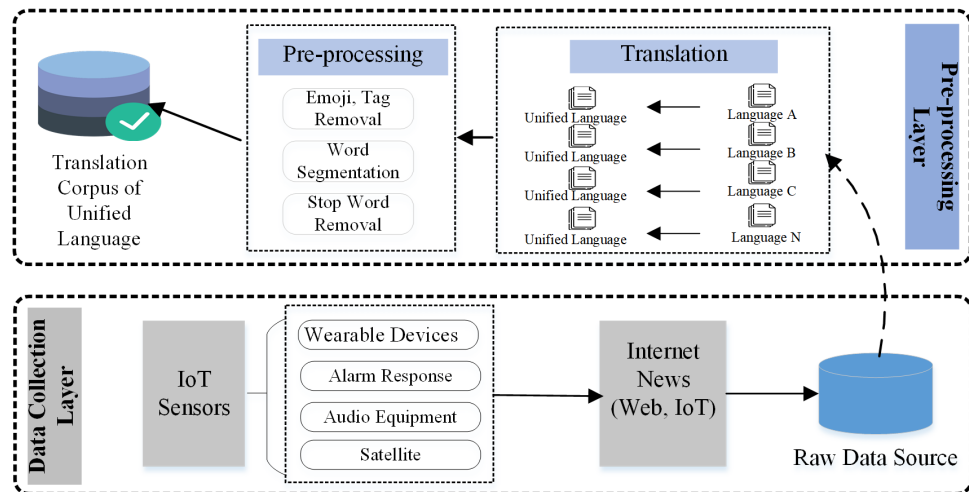 Pre-processing
Emoji, Tag
Removal
Word
Segmentation
Stop Word
Removal
Translation
Unified Language
Language A
Unified Language
Language B
Unified Language
Language C
Unified Language
Language N
Translation
Corpus of
Unified
Language
Pre-processing
Layer
Data Collection
Layer
IoT
Sensors
Wearable Devices
Alarm Response
Audio Equipment
Satellite
Internet
News
(Web, IoT)
Raw Data Source